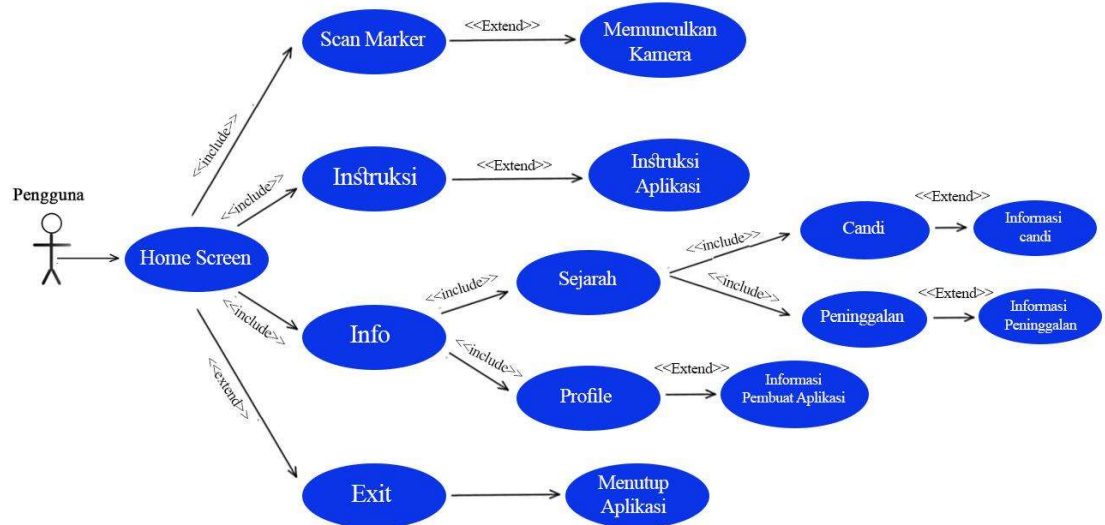 <<Extend>>
Scan Marker
Memunculkan
Kamera
<<include>>
Instruksi
<<Extend>>
Instruksi
Aplikasi
Pengguna
<<include>>
Home Screen
<<include>>
Info
<<include>>
Sejarah
<<include>>
Candi
<<Extend>>
Informasi
candi
<<include>>
Peninggalan
<<Extend>>
Informasi
Peninggalan
<<include>>
Profile
<<Extend>>
Informasi
Pembuat Aplikasi
<<extend>>
Exit
Menutup
Aplikasi